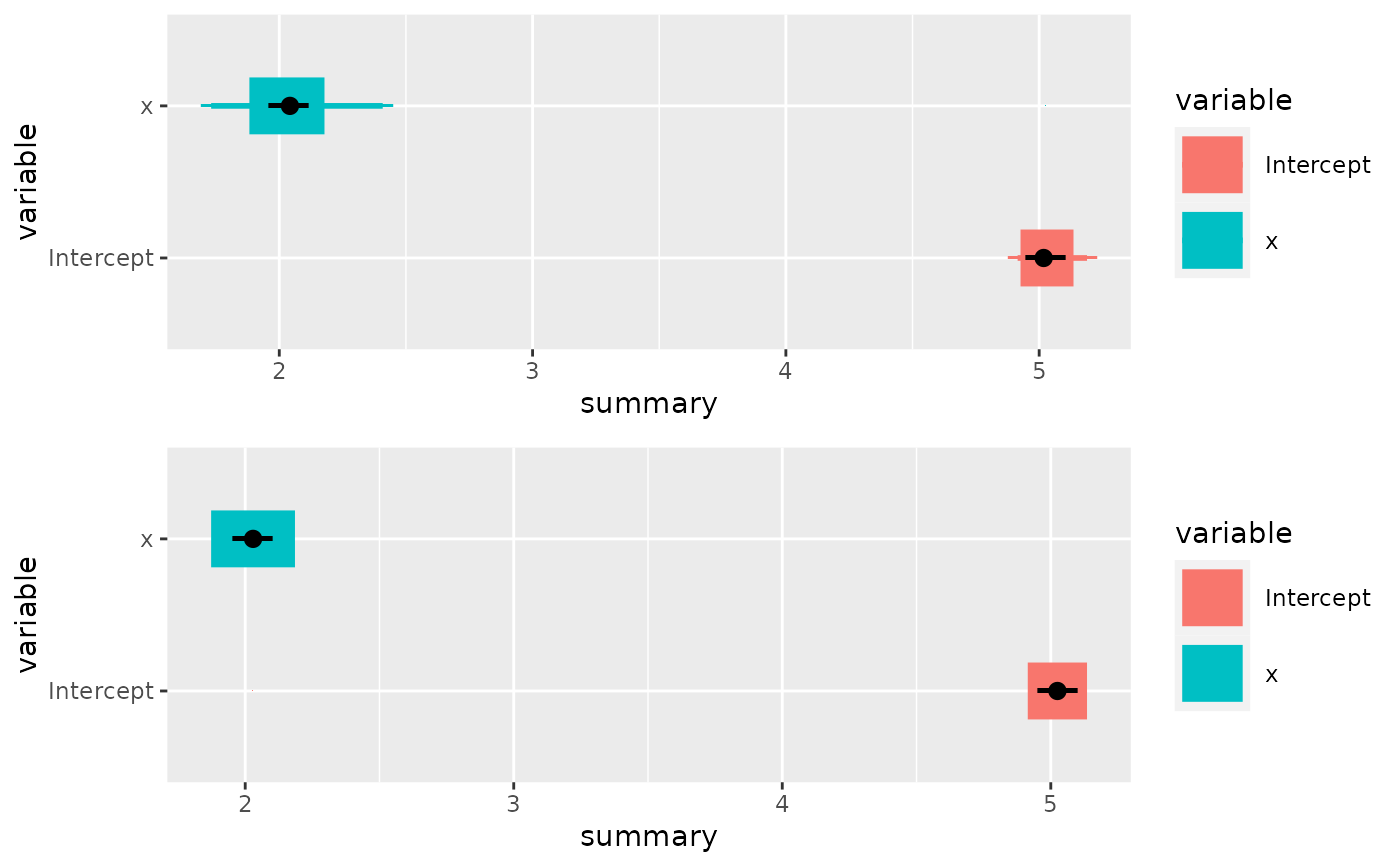 variable
x
Intercept
2 3 4 5
summary
variable
Intercept
x
variable
x
Intercept
2 3 4 5
summary
variable
Intercept
x